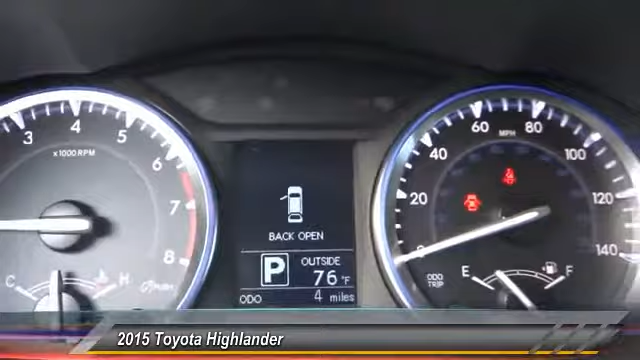 3 4 5 6 7 8
x1000 RPM
C H
BACK OPEN
P
OUTSIDE
76°F
ODO 4 miles
0 20 40 60 80 100 120 140
MPH
ODO
TRIP
E F
2015 Toyota Highlander